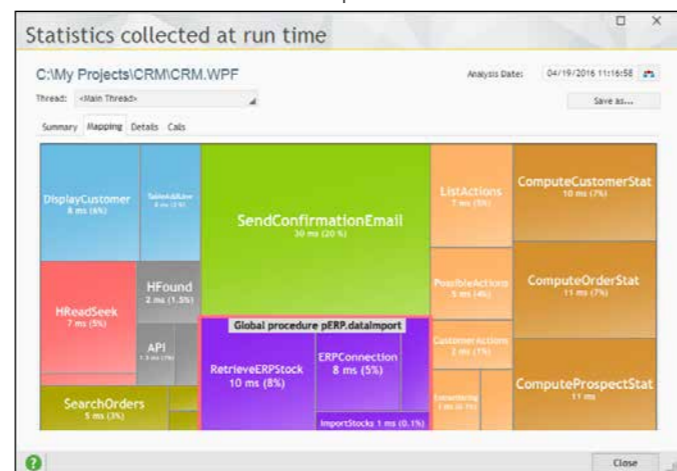 Statistics collected at run time
C:\My Projects\CRM\CRM.WPF
Analysis Date: 04/19/2016 11:16:58
Thread: <Main Thread>
Save as...
Summary Mapping Details Calls
DisplayCustomer
8 ms (6%)
SendConfirmationEmail
30 ms (20 %)
ListActions
7 ms (5%)
ComputeCustomerStat
10 ms (7%)
HReadSeek
7 ms (5%)
HFound
2 ms (1.5%)
API
PossibleActions
5 ms (4%)
ComputeOrderStat
11 ms (7%)
Global procedure pERP.dataImport
RetrieveERPStock
10 ms (8%)
ERPConnection
8 ms (5%)
ImportStocks 1 ms (0.1%)
CustomerActions
2 ms (1%)
ComputeProspectStat
11 ms
SearchOrders
5 ms (3%)
Close